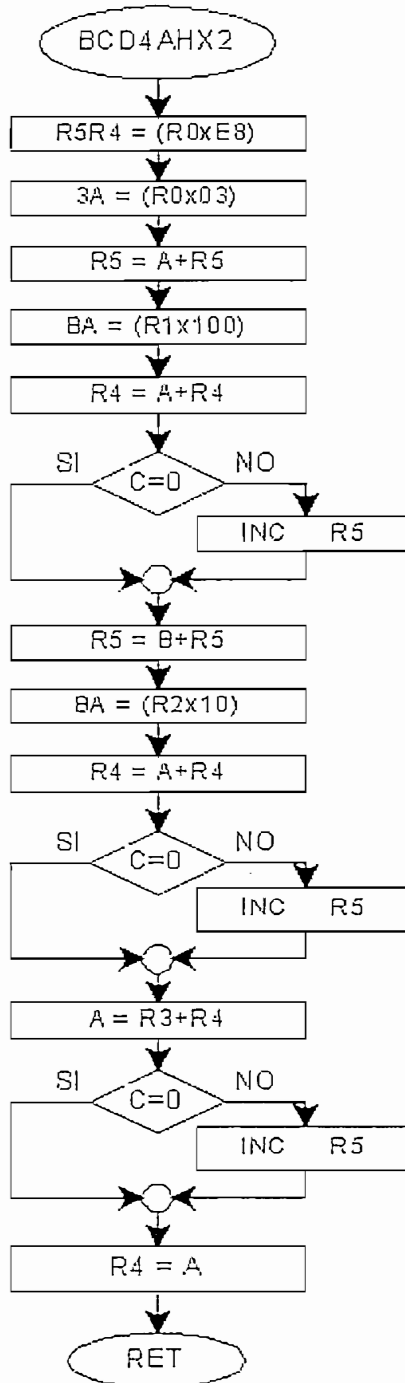 BCD4AHX2
R5R4 = (R0xE8)
BA = (R0x03)
R5 = A+R5
BA = (R1x100)
R4 = A+R4
SI C=0 NO
INC R5
R5 = B+R5
BA = (R2x10)
R4 = A+R4
SI C=0 NO
INC R5
A = R3+R4
SI C=0 NO
INC R5
R4 = A
RET